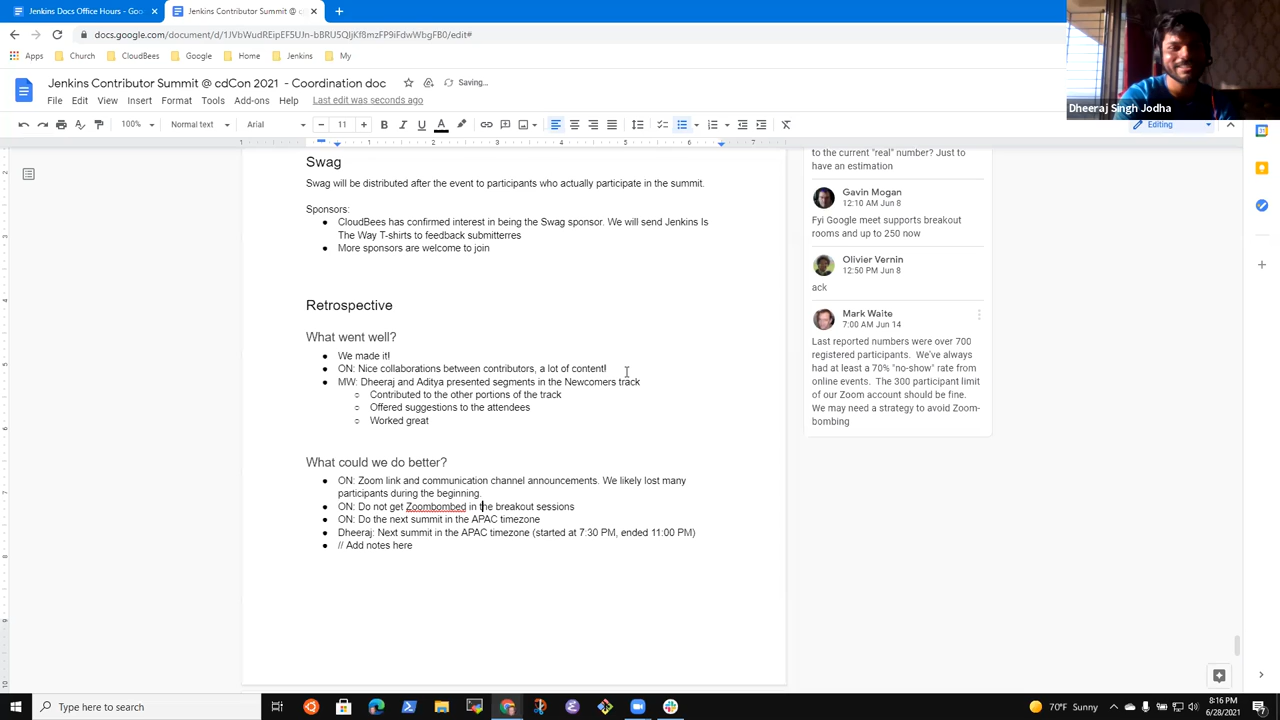 Jenkins Docs Office Hours - Goo
Jenkins Contributor Summit @ cd
docs.google.com/document/d/
Apps
Church
CloudBees
Google
Home
Jenkins
My
Dheeraj Singh Jodha
Jenkins Contributor Summit @ cdCon 2021 - Coordination doc
Saving...
File Edit View Insert Format Tools Add-ons Help Last edit was seconds ago
100% Normal text Arial 11 Editing
Swag
Swag will be distributed after the event to participants who actually participate in the summit.
Sponsors:
CloudBees has confirmed interest in being the Swag sponsor. We will send Jenkins Is
The Way T-shirts to feedback submitterres
More sponsors are welcome to join
Retrospective
What went well?
We made it!
ON: Nice collaborations between contributors, a lot of content!
MW: Dheeraj and Aditya presented segments in the Newcomers track
Contributed to the other portions of the track
Offered suggestions to the attendees
Worked great
What could we do better?
ON: Zoom link and communication channel announcements. We likely lost many
participants during the beginning.
ON: Do not get Zoombombed in the breakout sessions
ON: Do the next summit in the APAC timezone
Dheeraj: Next summit in the APAC timezone (started at 7:30 PM, ended 11:00 PM)
// Add notes here
to the current "real" number? Just to
have an estimation
Gavin Mogan
12:10 AM Jun 8
Fyi Google meet supports breakout
rooms and up to 250 now
Olivier Vernin
12:50 PM Jun 8
ack
Mark Waite
7:00 AM Jun 14
Last reported numbers were over 700
registered participants. We've always
had at least a 70% "no-show" rate from
online events. The 300 participant limit
of our Zoom account should be fine.
We may need a strategy to avoid Zoom-
bombing
Type here to search
70°F Sunny
8:16 PM
6/28/2021